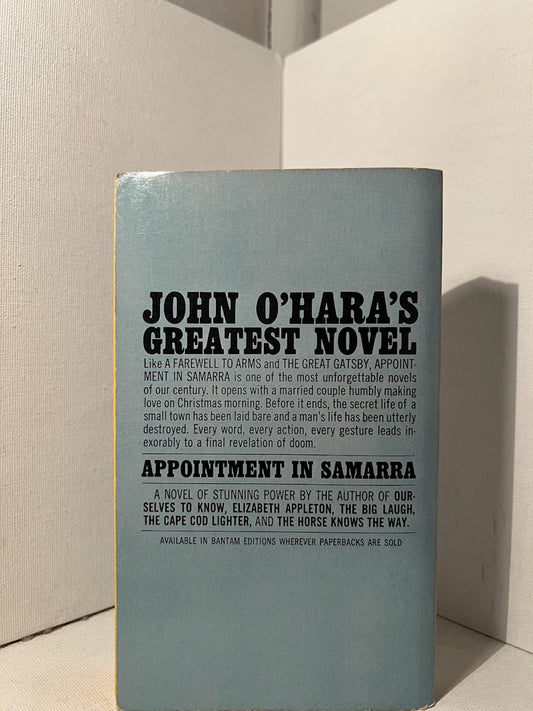 JOHN O'HARA'S
GREATEST NOVEL
Like A FAREWELL TO ARMS and THE GREAT GATSBY, APPOINT-
MENT IN SAMARRA is one of the most unforgettable novels
of our century. It opens with a married couple humbly making
love on Christmas morning. Before it ends, the secret life of a
small town has been laid bare and a man's life has been utterly
destroyed. Every word, every action, every gesture leads in-
exorably to a final revelation of doom.
APPOINTMENT IN SAMARRA
A NOVEL OF STUNNING POWER BY THE AUTHOR OF OUR-
SELVES TO KNOW, ELIZABETH APPLETON, THE BIG LAUGH,
THE CAPE COD LIGHTER, AND THE HORSE KNOWS THE WAY.
AVAILABLE IN BANTAM EDITIONS WHEREVER PAPERBACKS ARE SOLD